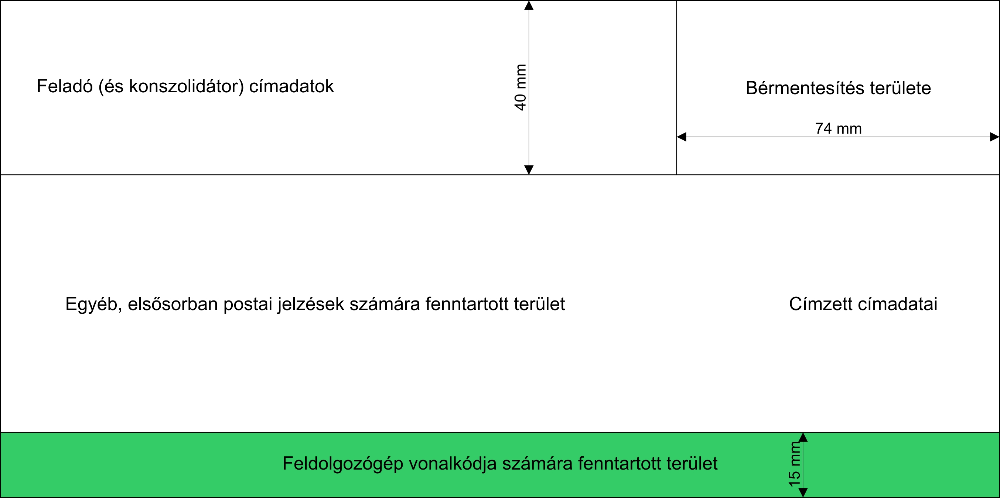 Feladó (és konszolidátor) címadatok
40 mm
Bérmentesítés területe
74 mm
Egyéb, elsősorban postai jelzések számára fenntartott terület
Címzett címadatai
Feldolgozógép vonalkódja számára fenntartott terület
15 mm